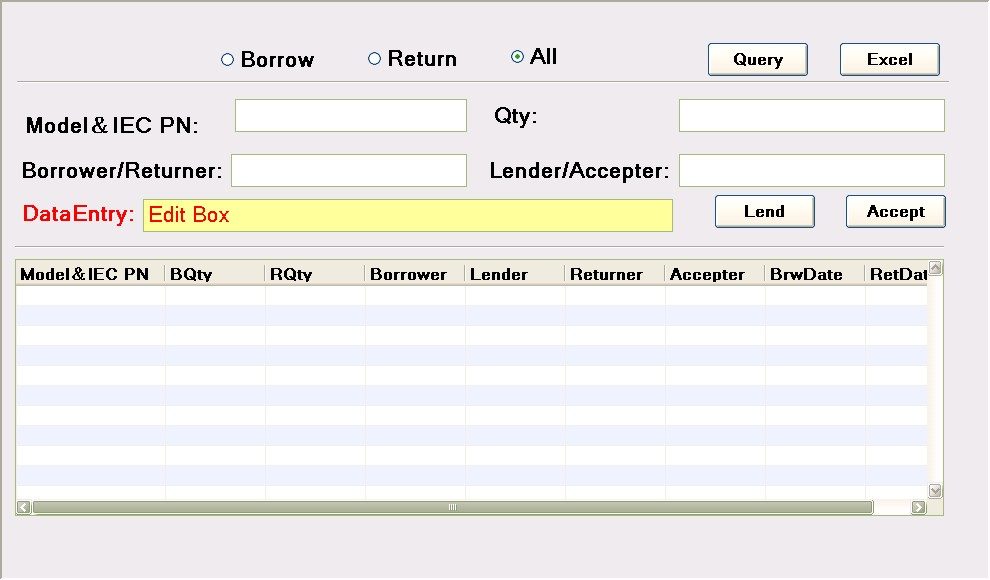 Borrow Return All Query Excel
Model＆IEC PN: Qty:
Borrower/Returner: Lender/Accepter:
DataEntry: Edit Box Lend Accept
Model＆IEC PN BQty RQty Borrower Lender Returner Accepter BrwDate RetDat